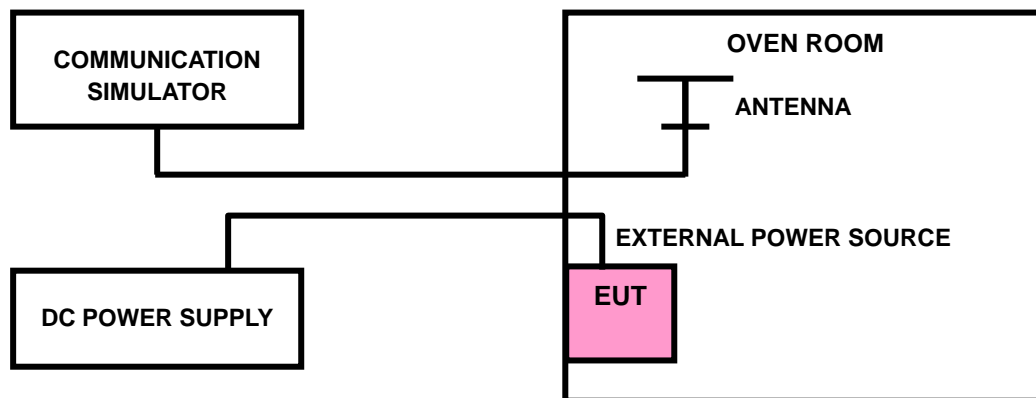 COMMUNICATION
SIMULATOR
OVEN ROOM
ANTENNA
EXTERNAL POWER SOURCE
EUT
DC POWER SUPPLY